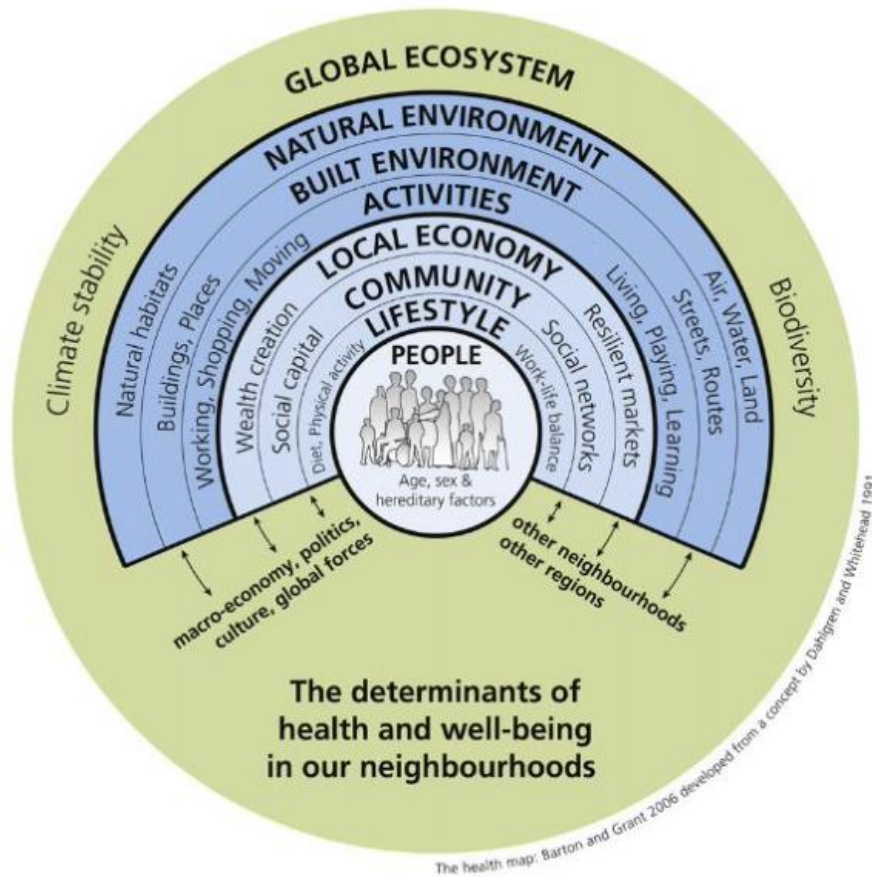 GLOBAL ECOSYSTEM
NATURAL ENVIRONMENT
BUILT ENVIRONMENT
ACTIVITIES
LOCAL ECONOMY
COMMUNITY
LIFESTYLE
PEOPLE
Age, sex &
hereditary factors
Climate stability
Natural habitats
Buildings, Places
Working, Shopping, Moving
Wealth creation
Social capital
Diet, Physical activity
Work-life balance
Social networks
Resilient markets
Living, Playing, Learning
Streets, Routes
Air, Water, Land
Biodiversity
macro-economy, politics,
culture, global forces
other neighbourhoods
other regions
The determinants of
health and well-being
in our neighbourhoods
The health map: Barton and Grant 2006 developed from a concept by Dahlgren and Whitehead 1991